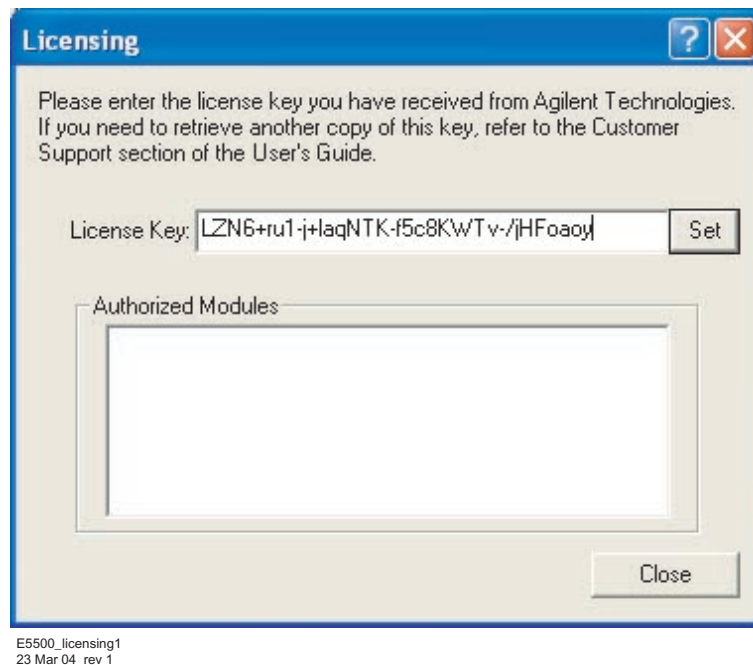 Licensing
Please enter the license key you have received from Agilent Technologies.
If you need to retrieve another copy of this key, refer to the Customer
Support section of the User's Guide.
License Key: LZN6+ru1-j+laqNTK-f5c8KWTv-/jHFoaoy Set
Authorized Modules
Close
E5500_licensing1
23 Mar 04 rev 1